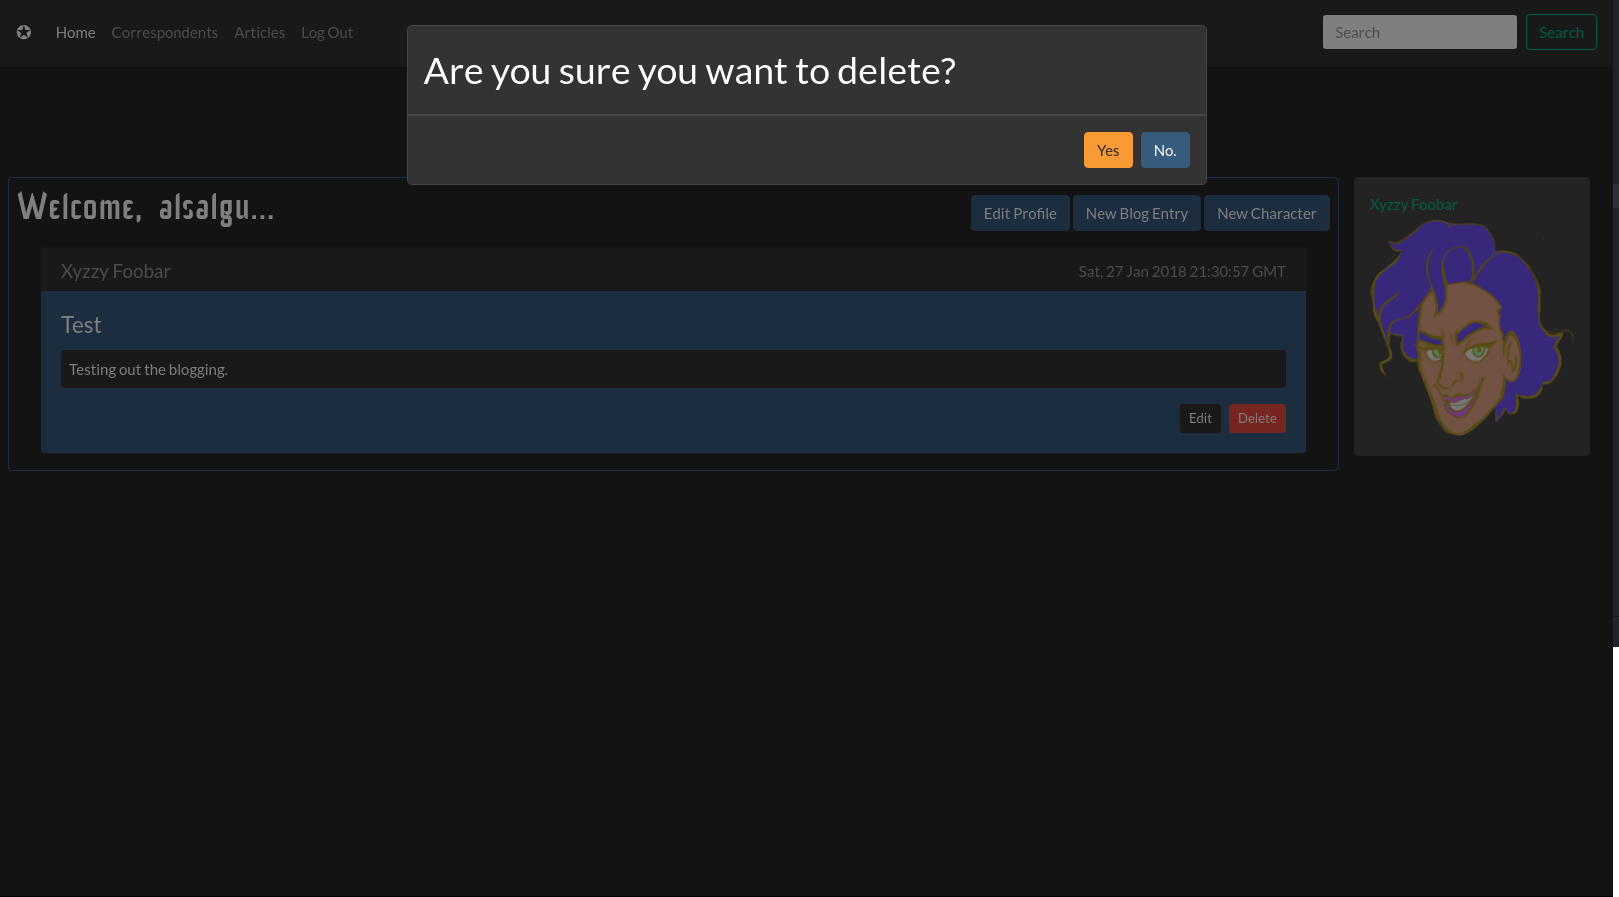 ✪ Home Correspondents Articles Log Out Search Search
Are you sure you want to delete?
Yes No.
Welcome, alsalgu... Edit Profile New Blog Entry New Character
Xyzzy Foobar Sat, 27 Jan 2018 21:30:57 GMT
Test
Testing out the blogging.
Edit Delete
Xyzzy Foobar